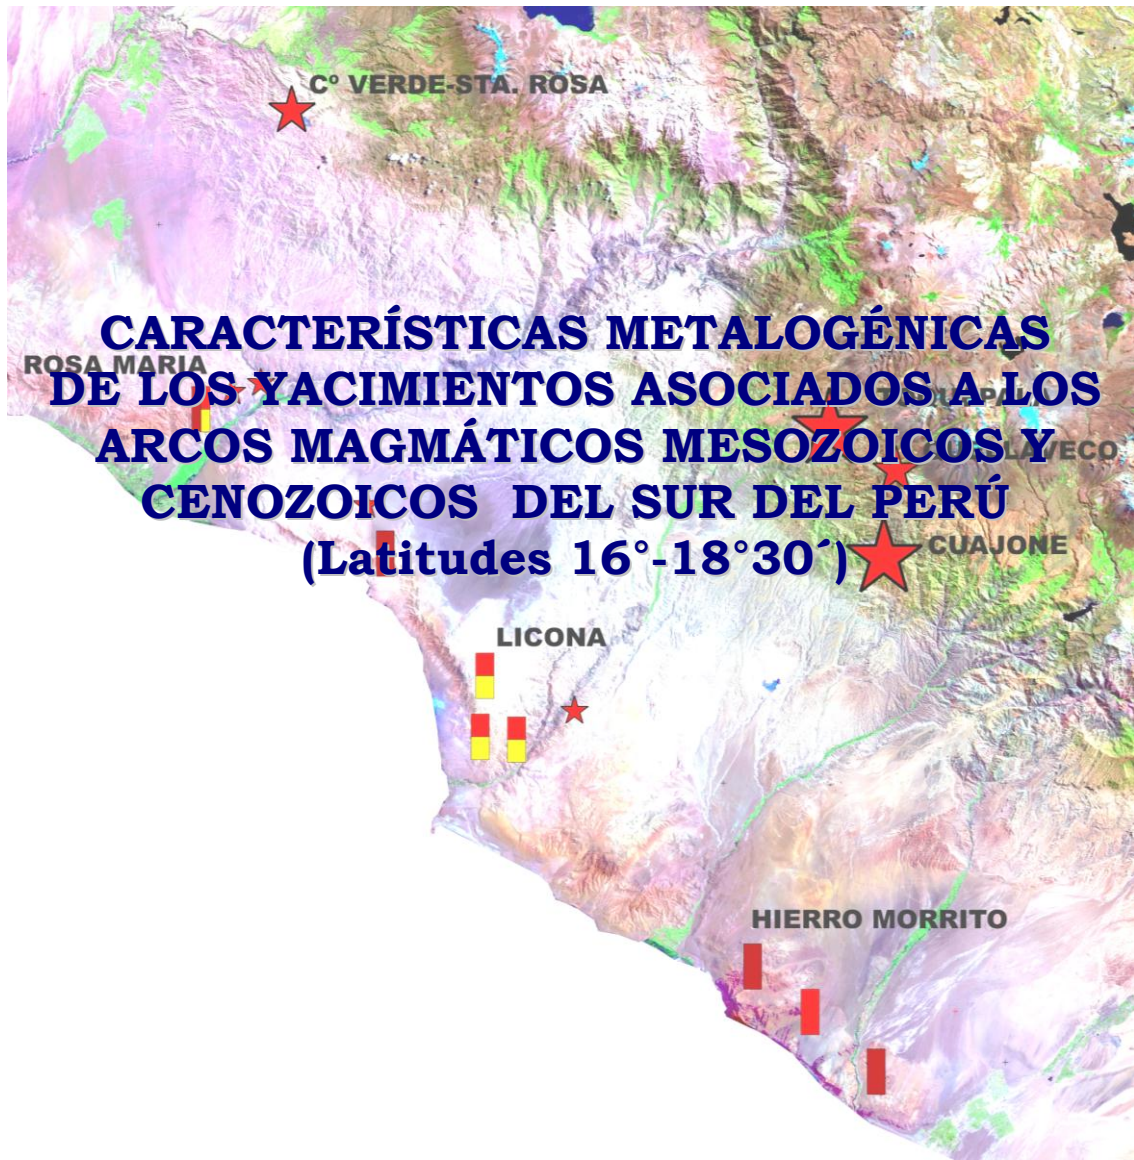 Cº VERDE-STA. ROSA
CARACTERÍSTICAS METALOGÉNICAS
ROSA MARIA
DE LOS YACIMIENTOS ASOCIADOS A LOS
ARCOS MAGMÁTICOS MESOZOICOS Y
CENOZOICOS DEL SUR DEL PERÚ
(Latitudes 16°-18°30´)
CUAJONE
LICONA
HIERRO MORRITO